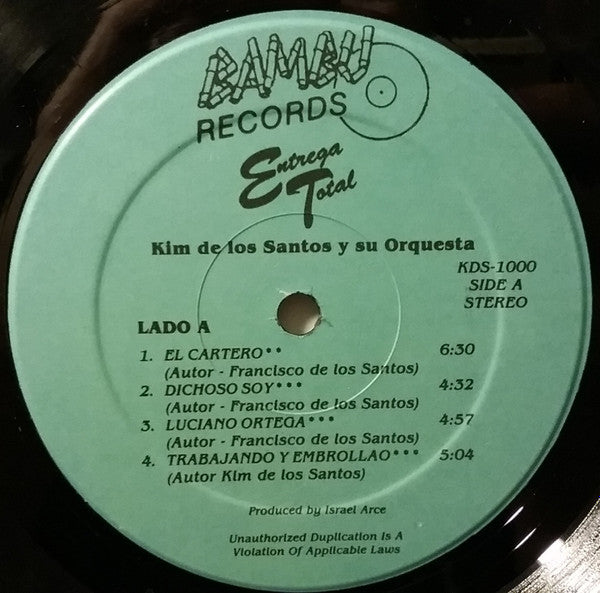 BAMBU
RECORDS
Entrega
Total
Kim de los Santos y su Orquesta
KDS-1000
SIDE A
STEREO
LADO A
1. EL CARTERO•• 6:30
(Autor - Francisco de los Santos)
2. DICHOSO SOY••• 4:32
(Autor - Francisco de los Santos)
3. LUCIANO ORTEGA••• 4:57
(Autor - Francisco de los Santos)
4. TRABAJANDO Y EMBROLLAO••• 5:04
(Autor Kim de los Santos)
Produced by Israel Arce
Unauthorized Duplication Is A
Violation Of Applicable Laws